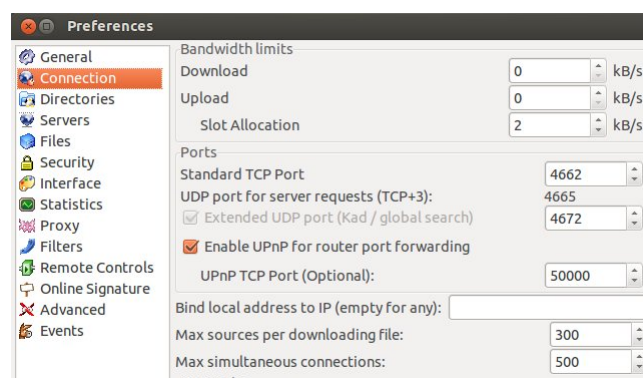 Preferences
General
Connection
Directories
Servers
Files
Security
Interface
Statistics
Proxy
Filters
Remote Controls
Online Signature
Advanced
Events
Bandwidth limits
Download 0 kB/s
Upload 0 kB/s
Slot Allocation 2 kB/s
Ports
Standard TCP Port 4662
UDP port for server requests (TCP+3): 4665
Extended UDP port (Kad / global search) 4672
Enable UPnP for router port forwarding
UPnP TCP Port (Optional): 50000
Bind local address to IP (empty for any):
Max sources per downloading file: 300
Max simultaneous connections: 500